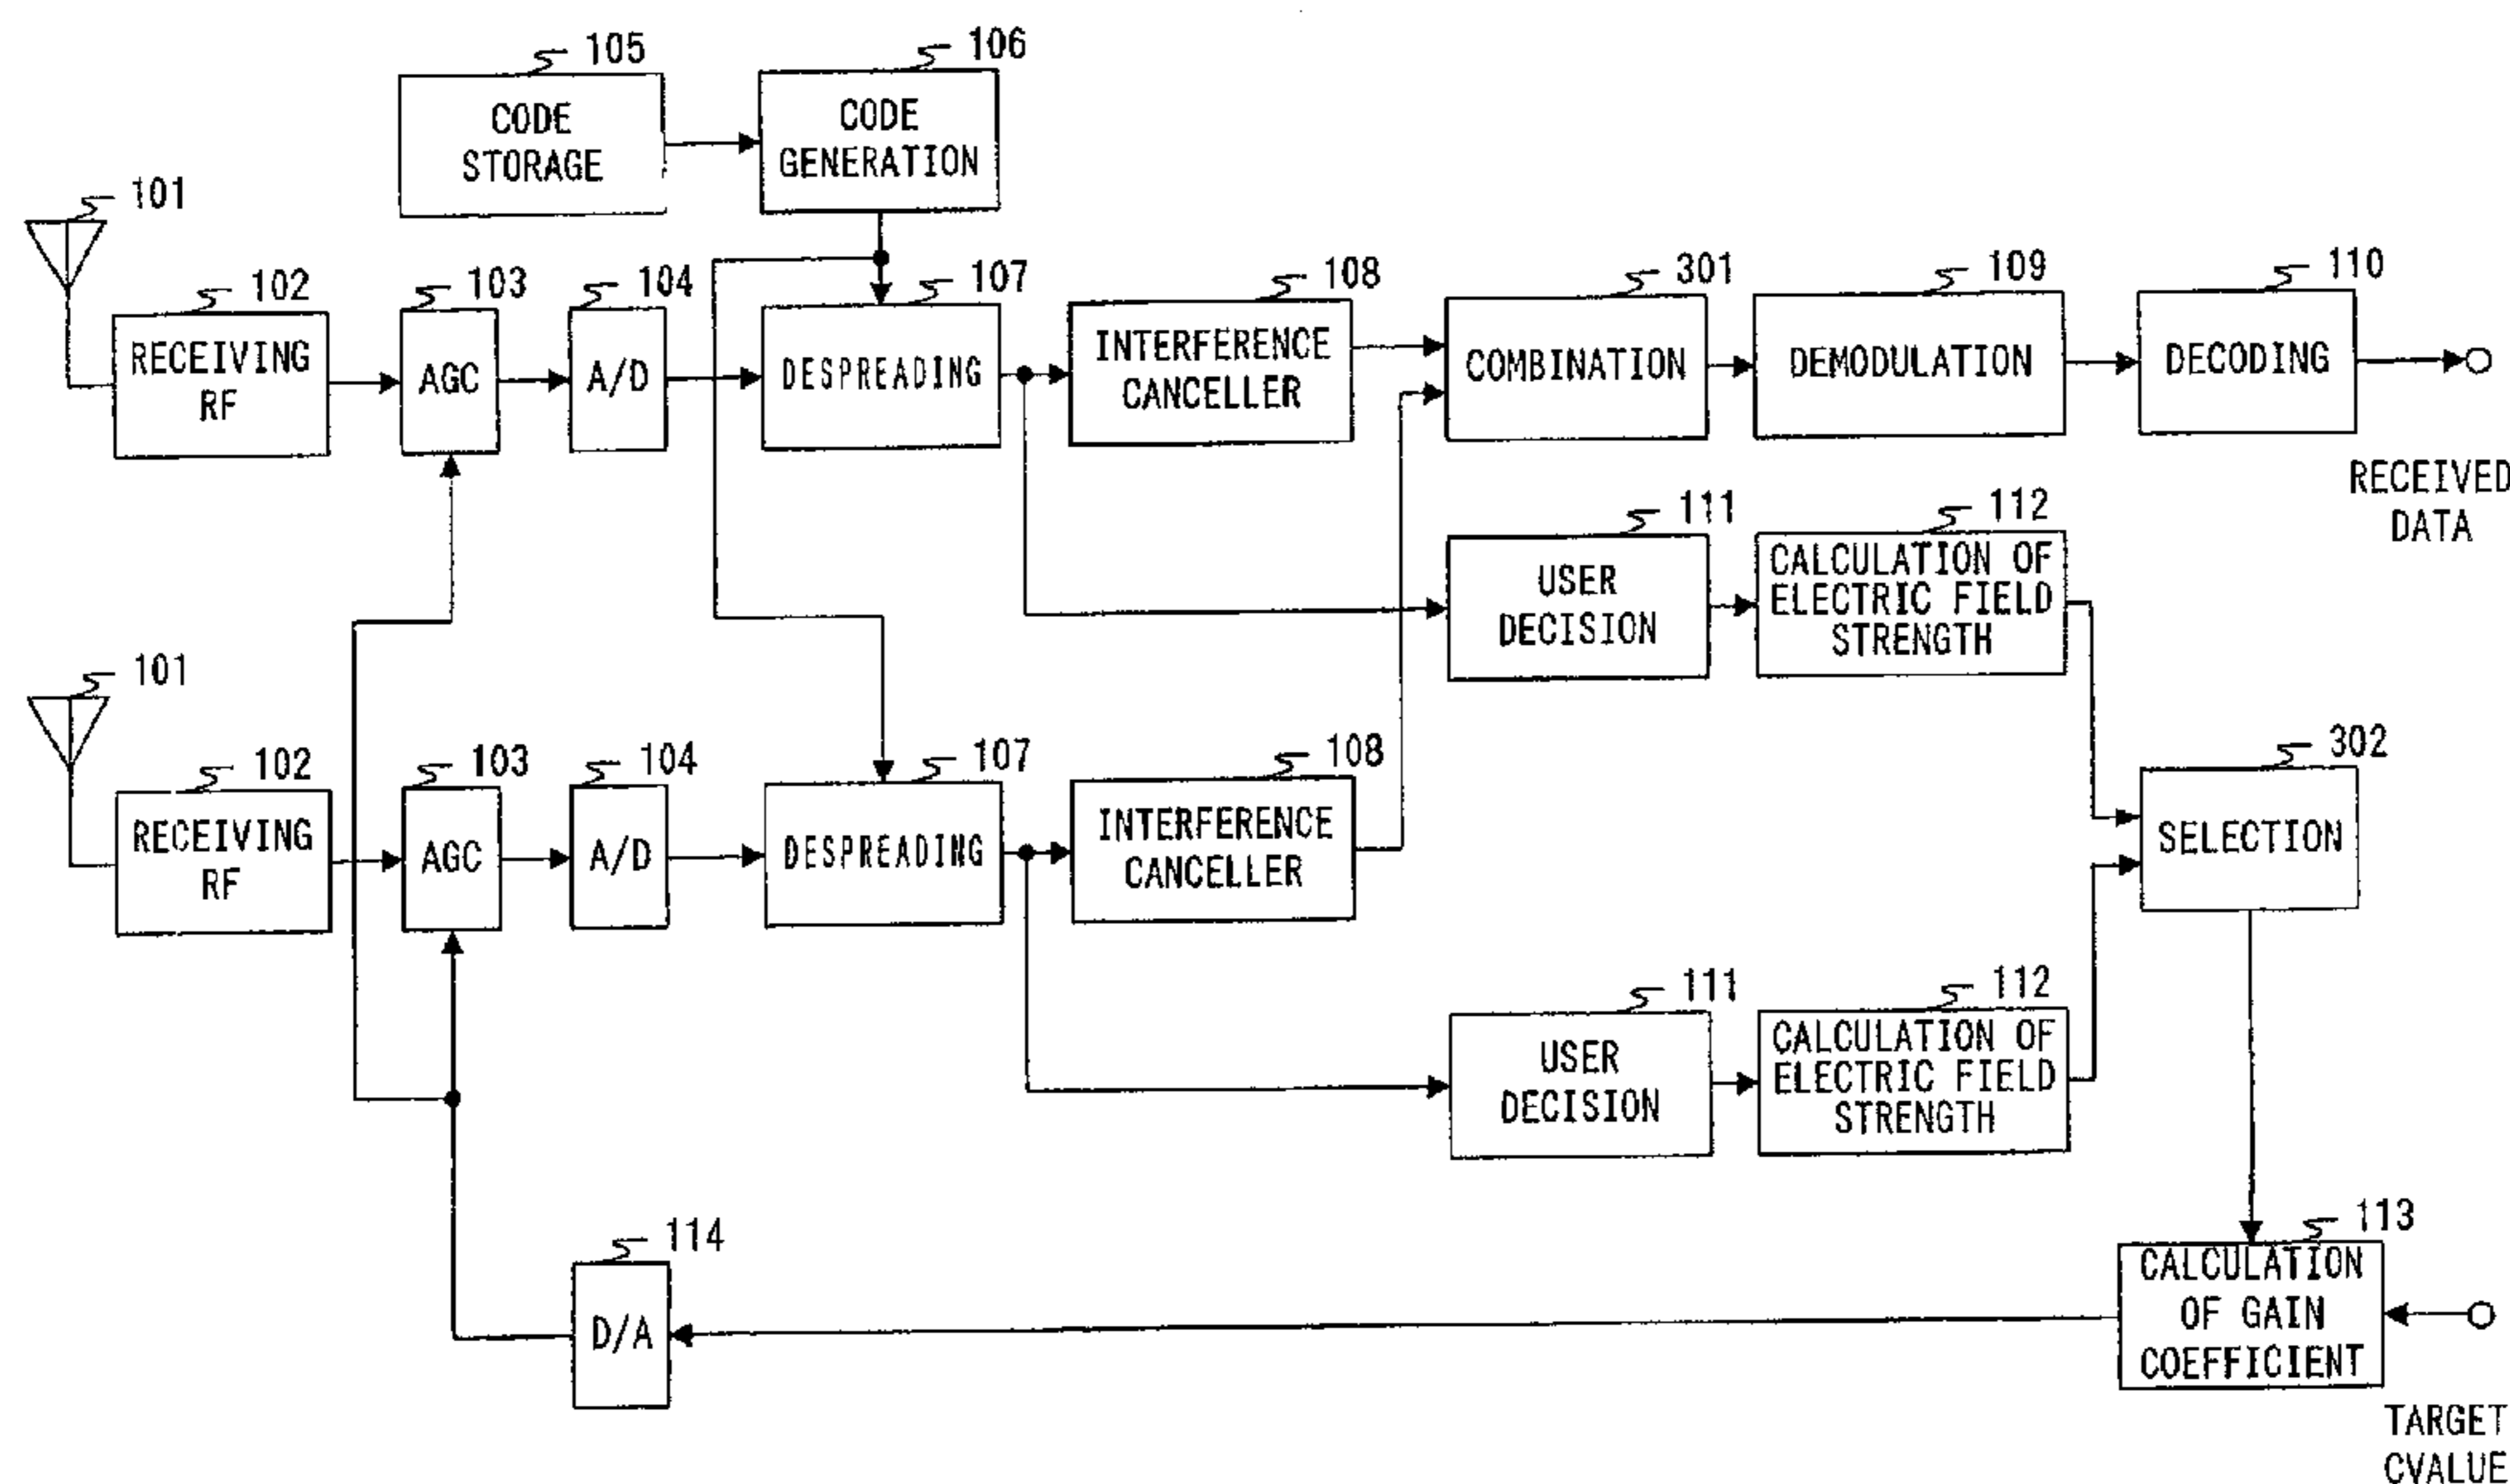 105
106
CODE
STORAGE
CODE
GENERATION
101
102
103
104
107
108
301
109
110
RECEIVING
RF
AGC
A/D
DESPREADING
INTERFERENCE
CANCELLER
COMBINATION
DEMODULATION
DECODING
RECEIVED
DATA
111
112
USER
DECISION
CALCULATION OF
ELECTRIC FIELD
STRENGTH
101
102
103
104
107
108
302
RECEIVING
RF
AGC
A/D
DESPREADING
INTERFERENCE
CANCELLER
SELECTION
111
112
USER
DECISION
CALCULATION OF
ELECTRIC FIELD
STRENGTH
114
113
D/A
CALCULATION
OF GAIN
COEFFICIENT
TARGET
CVALUE